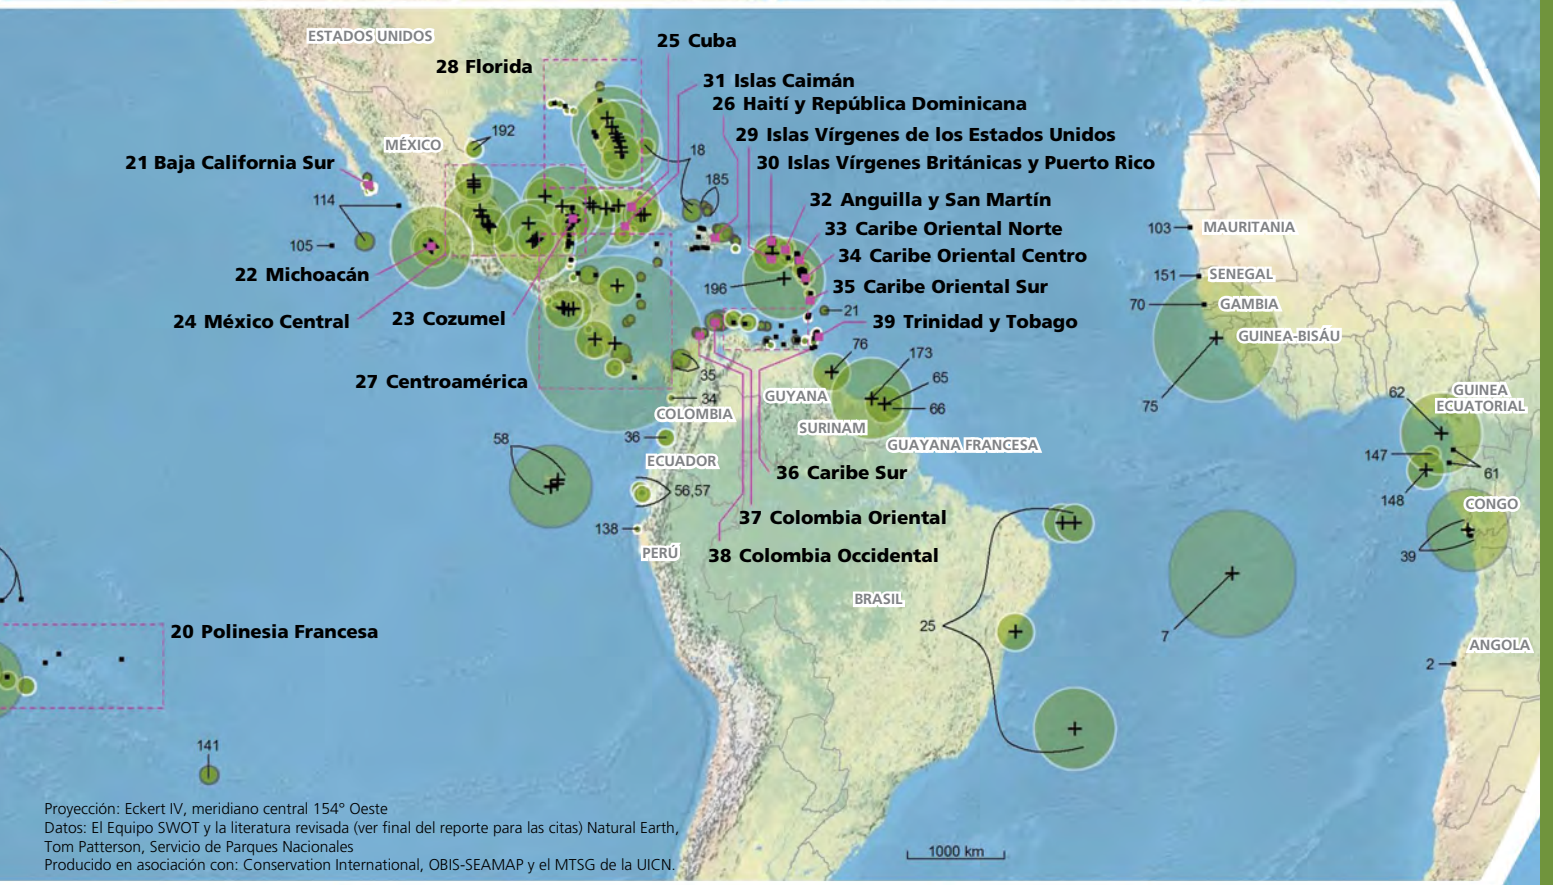 ESTADOS UNIDOS
25 Cuba
28 Florida
31 Islas Caimán
26 Haití y República Dominicana
192
29 Islas Vírgenes de los Estados Unidos
MÉXICO
18
21 Baja California Sur
30 Islas Vírgenes Británicas y Puerto Rico
185
114
32 Anguilla y San Martín
33 Caribe Oriental Norte
103
MAURITANIA
105
34 Caribe Oriental Centro
22 Michoacán
151
SENEGAL
196
35 Caribe Oriental Sur
70
GAMBIA
21
24 México Central
23 Cozumel
39 Trinidad y Tobago
GUINEA-BISÁU
76
173
35
65
27 Centroamérica
62
GUINEA
ECUATORIAL
34
GUYANA
66
75
COLOMBIA
SURINAM
58
36
GUAYANA FRANCESA
147
ECUADOR
36 Caribe Sur
61
56,57
148
CONGO
37 Colombia Oriental
138
PERÚ
38 Colombia Occidental
39
BRASIL
25
7
20 Polinesia Francesa
ANGOLA
2
141
Proyección: Eckert IV, meridiano central 154° Oeste
Datos: El Equipo SWOT y la literatura revisada (ver final del reporte para las citas) Natural Earth,
Tom Patterson, Servicio de Parques Nacionales
Producido en asociación con: Conservation International, OBIS-SEAMAP y el MTSG de la UICN.
1000 km